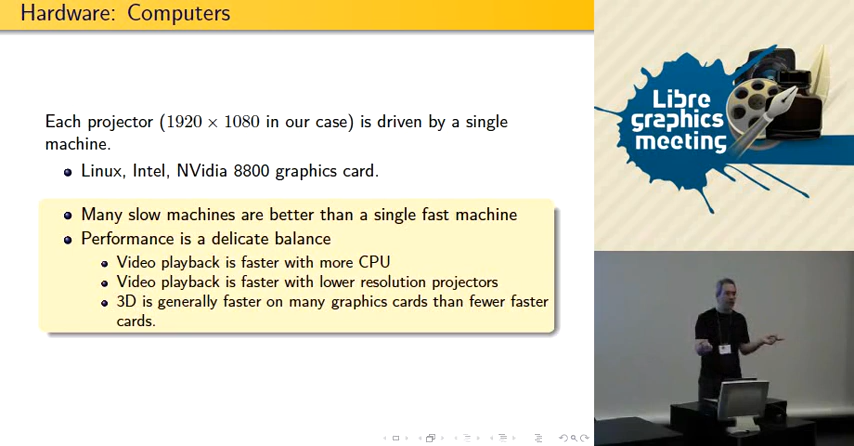 Hardware: Computers
Each projector (1920 × 1080 in our case) is driven by a single
machine.
Linux, Intel, NVidia 8800 graphics card.
Many slow machines are better than a single fast machine
Performance is a delicate balance
Video playback is faster with more CPU
Video playback is faster with lower resolution projectors
3D is generally faster on many graphics cards than fewer faster
cards.
Libre
graphics
meeting